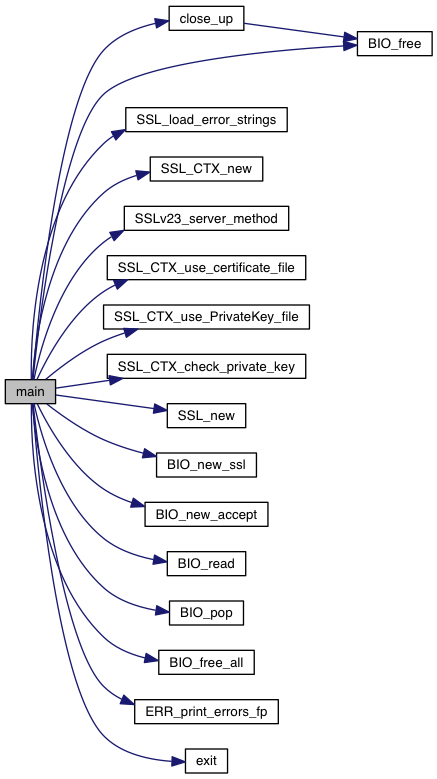 close_up
BIO_free
SSL_load_error_strings
SSL_CTX_new
SSLv23_server_method
SSL_CTX_use_certificate_file
SSL_CTX_use_PrivateKey_file
SSL_CTX_check_private_key
main
SSL_new
BIO_new_ssl
BIO_new_accept
BIO_read
BIO_pop
BIO_free_all
ERR_print_errors_fp
exit